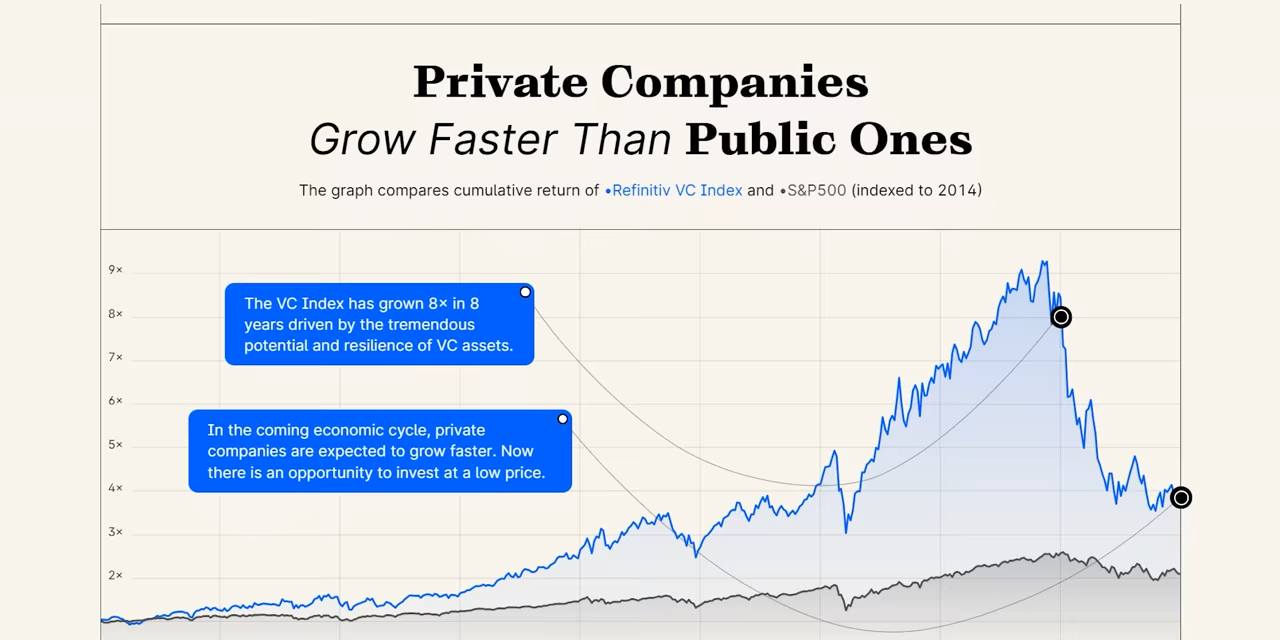 Private Companies
Grow Faster Than Public Ones
The graph compares cumulative return of •Refinitiv VC Index and •S&P500 (indexed to 2014)
9×
The VC Index has grown 8× in 8
years driven by the tremendous
potential and resilience of VC assets.
8×
7×
6×
In the coming economic cycle, private
companies are expected to grow faster. Now
there is an opportunity to invest at a low price.
5×
4×
3×
2×